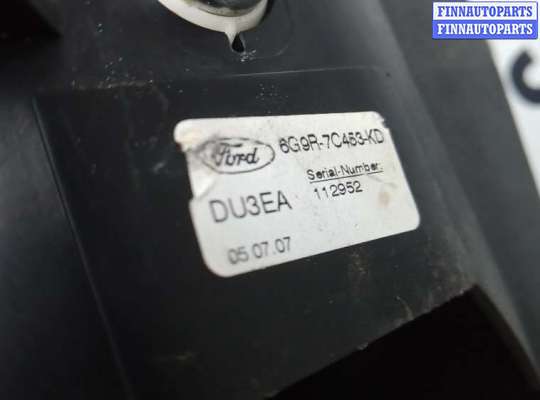 FINNAUTOPARTS
FINNAUTOPARTS
Ford 6G9R-7C453-KD
Serial-Number:
DU3EA 112952
05.07.07